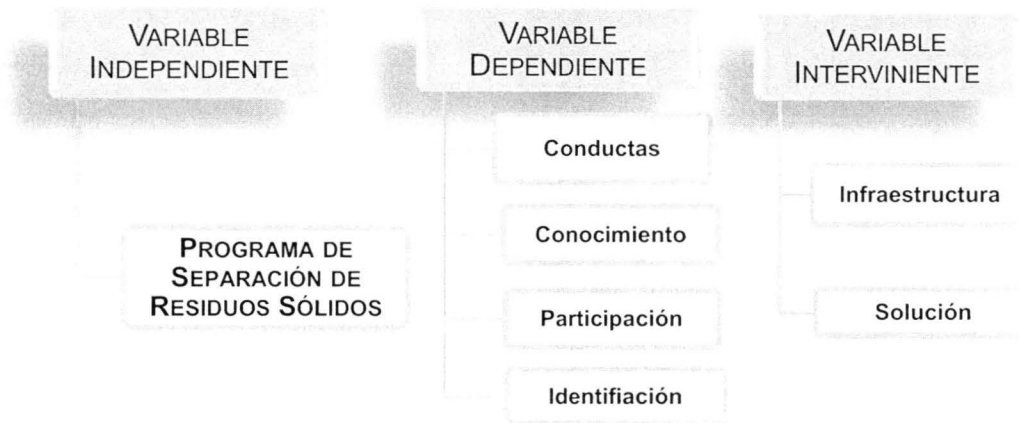 VARIABLE
INDEPENDIENTE
PROGRAMA DE
SEPARACIÓN DE
RESIDUOS SÓLIDOS
VARIABLE
DEPENDIENTE
Conductas
Conocimiento
Participación
Identifiación
VARIABLE
INTERVINIENTE
Infraestructura
Solución